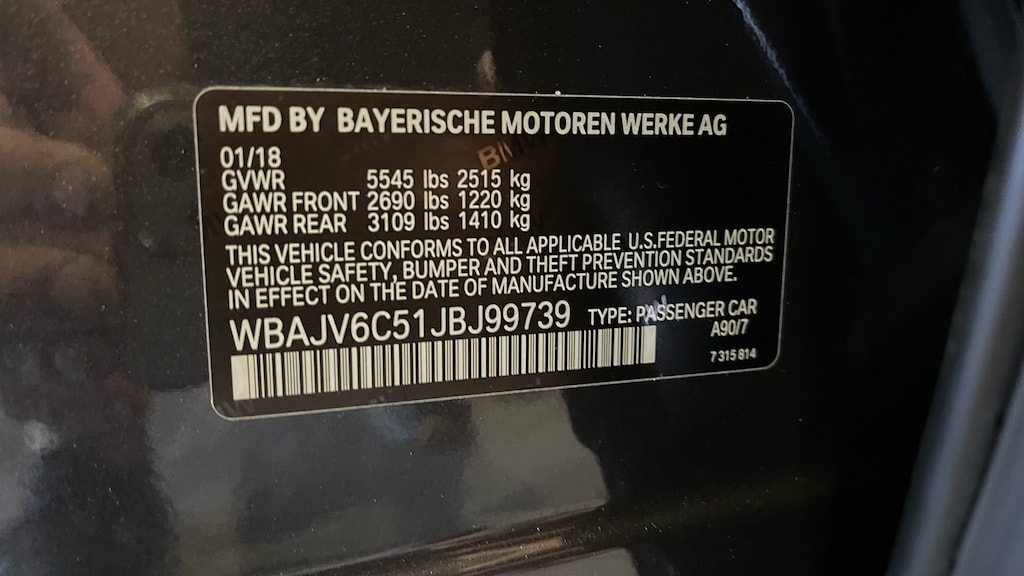 MFD BY BAYERISCHE MOTOREN WERKE AG
01/18
GVWR 5545 lbs 2515 kg
GAWR FRONT 2690 lbs 1220 kg
GAWR REAR 3109 lbs 1410 kg
THIS VEHICLE CONFORMS TO ALL APPLICABLE U.S.FEDERAL MOTOR
VEHICLE SAFETY, BUMPER AND THEFT PREVENTION STANDARDS
IN EFFECT ON THE DATE OF MANUFACTURE SHOWN ABOVE.
WBAJV6C51JBJ99739 TYPE: PASSENGER CAR
A90/7
7 315 814